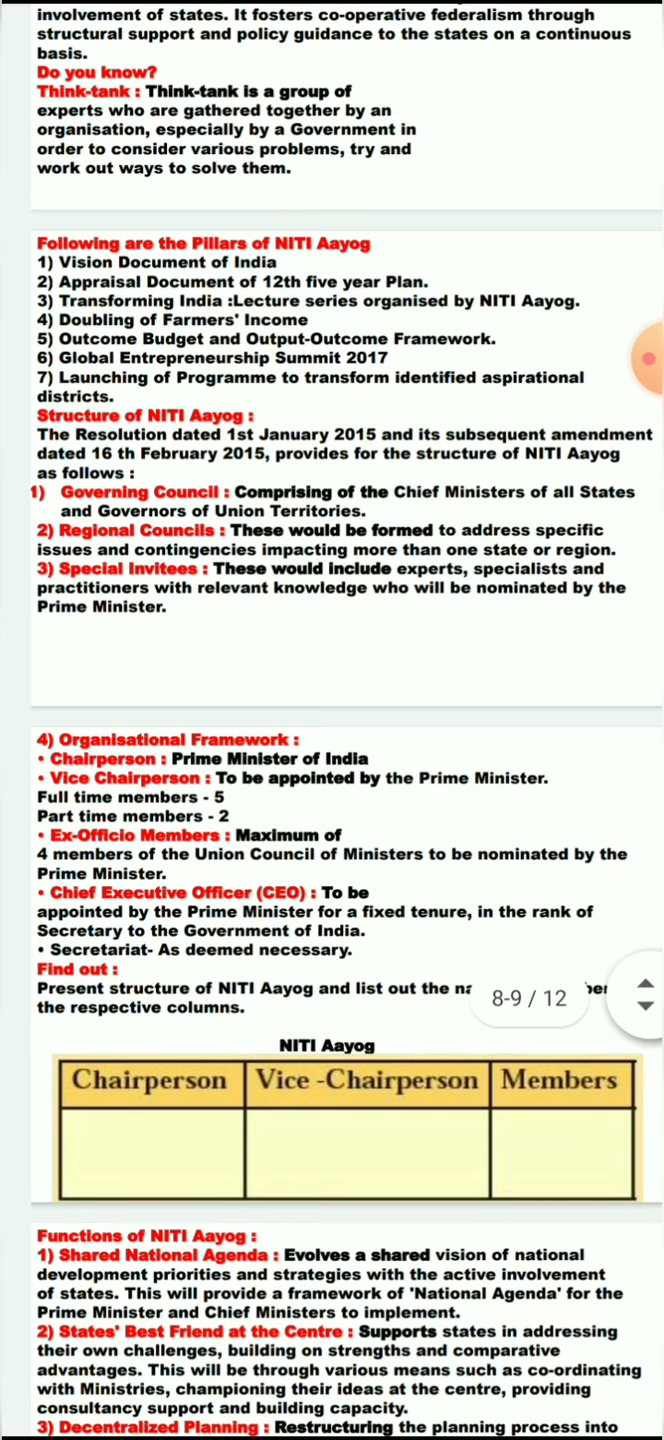 involvement of states. It fosters co-operative federalism through
structural support and policy guidance to the states on a continuous
basis.
Do you know?
Think-tank : Think-tank is a group of
experts who are gathered together by an
organisation, especially by a Government in
order to consider various problems, try and
work out ways to solve them.
Following are the Pillars of NITI Aayog
1) Vision Document of India
2) Appraisal Document of 12th five year Plan.
3) Transforming India :Lecture series organised by NITI Aayog.
4) Doubling of Farmers' Income
5) Outcome Budget and Output-Outcome Framework.
6) Global Entrepreneurship Summit 2017
7) Launching of Programme to transform identified aspirational
districts.
Structure of NITI Aayog :
The Resolution dated 1st January 2015 and its subsequent amendment
dated 16 th February 2015, provides for the structure of NITI Aayog
as follows :
1) Governing Council : Comprising of the Chief Ministers of all States
and Governors of Union Territories.
2) Regional Councils : These would be formed to address specific
issues and contingencies impacting more than one state or region.
3) Special Invitees : These would include experts, specialists and
practitioners with relevant knowledge who will be nominated by the
Prime Minister.
4) Organisational Framework :
• Chairperson : Prime Minister of India
• Vice Chairperson : To be appointed by the Prime Minister.
Full time members - 5
Part time members - 2
• Ex-Officio Members : Maximum of
4 members of the Union Council of Ministers to be nominated by the
Prime Minister.
• Chief Executive Officer (CEO) : To be
appointed by the Prime Minister for a fixed tenure, in the rank of
Secretary to the Government of India.
• Secretariat- As deemed necessary.
Find out :
Present structure of NITI Aayog and list out the
8-9 / 12
the respective columns.
NITI Aayog
Chairperson Vice -Chairperson Members
Functions of NITI Aayog :
1) Shared National Agenda : Evolves a shared vision of national
development priorities and strategies with the active involvement
of states. This will provide a framework of 'National Agenda' for the
Prime Minister and Chief Ministers to implement.
2) States' Best Friend at the Centre : Supports states in addressing
their own challenges, building on strengths and comparative
advantages. This will be through various means such as co-ordinating
with Ministries, championing their ideas at the centre, providing
consultancy support and building capacity.
3) Decentralized Planning : Restructuring the planning process into